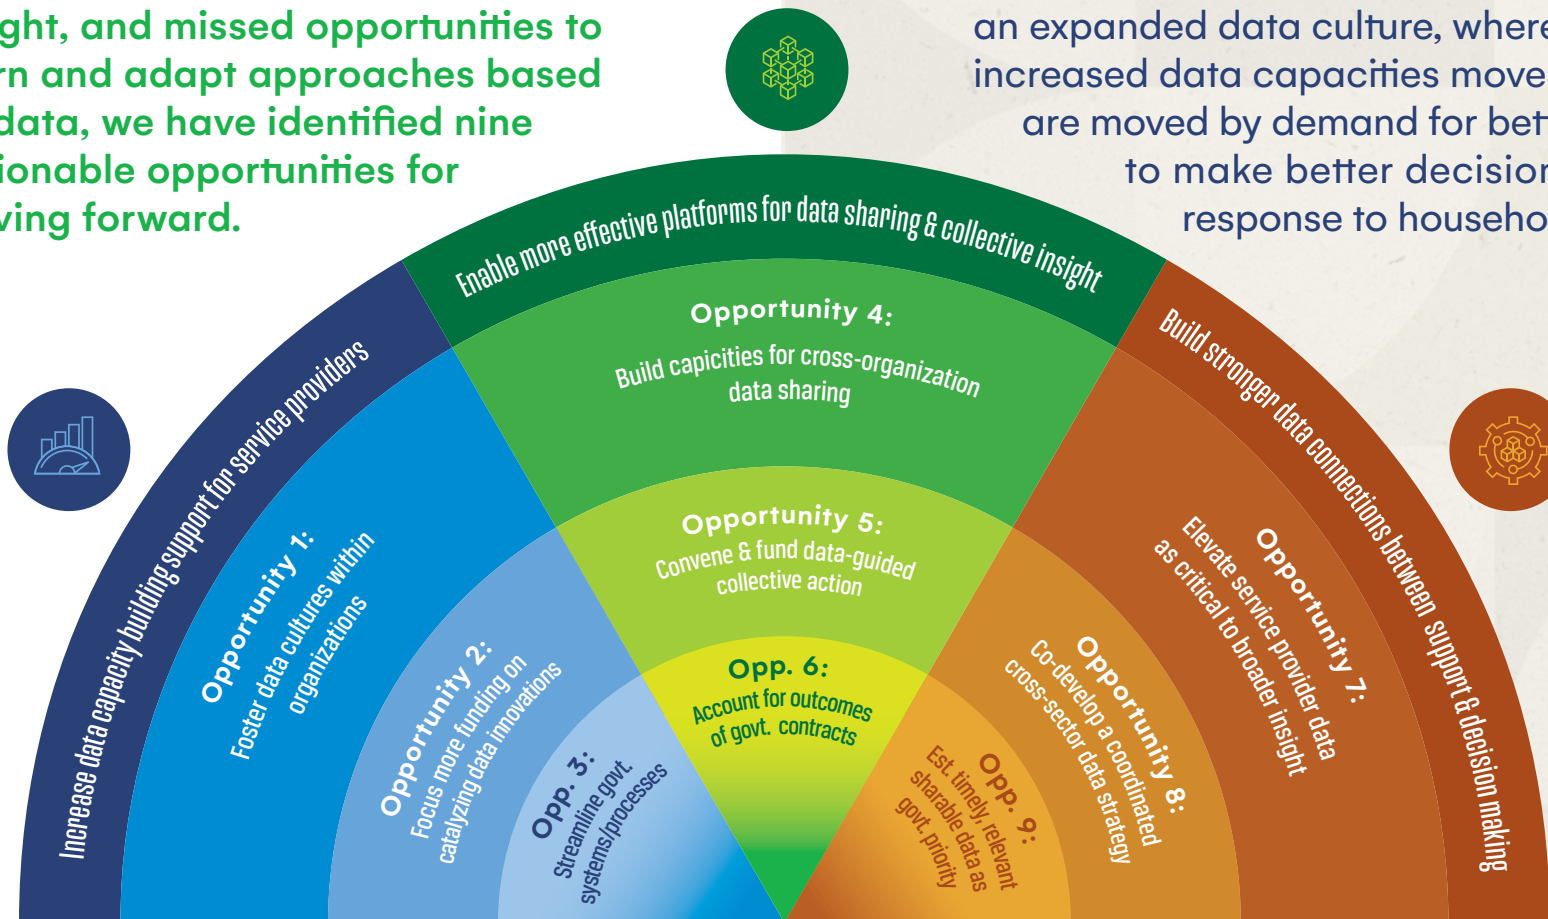 ght, and missed opportunities to
rn and adapt approaches based
data, we have identified nine
ionable opportunities for
ving forward.
an expanded data culture, where
increased data capacities move
are moved by demand for bett
to make better decision
response to househo
Increase data capacity building support for service providers
Opportunity 1:
Foster data cultures within
organizations
Opportunity 2:
Focus more funding on
catalyzing data innovations
Opp. 3:
Streamline govt.
systems/processes
Enable more effective platforms for data sharing & collective insight
Opportunity 4:
Build capicities for cross-organization
data sharing
Opportunity 5:
Convene & fund data-guided
collective action
Opp. 6:
Account for outcomes
of govt. contracts
Build stronger data connections between support & decision making
Opportunity 7:
Elevate service provider data
as critical to broader insight
Opportunity 8:
Co-develop a coordinated
cross-sector data strategy
Opp. 9:
Est. timely, relevant
sharable data as
govt. priority